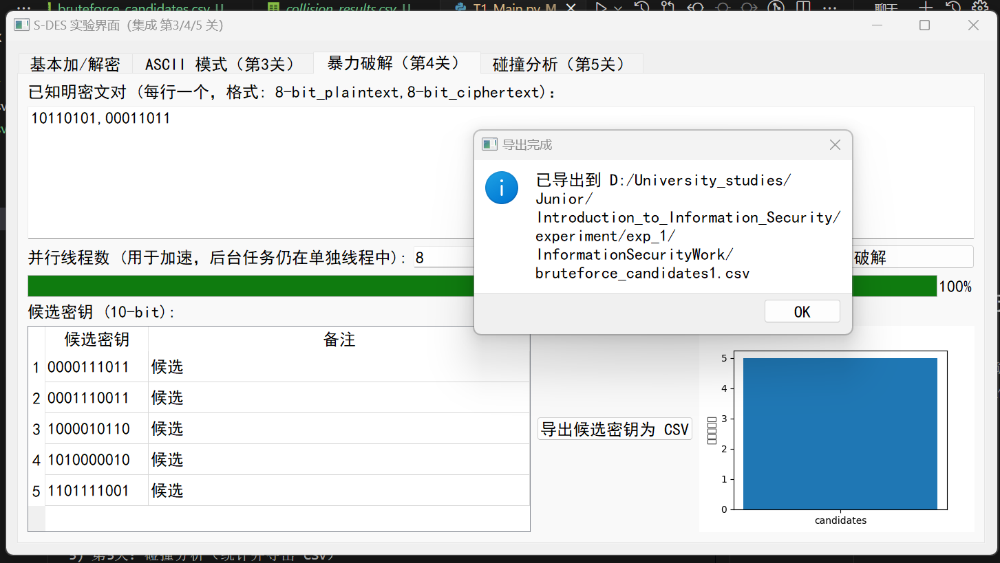 bruteforce_candidates.csv U
collision_results.csv U
T1_Main.py M
聊天
S-DES 实验界面 (集成 第3/4/5 关)
基本加/解密
ASCII 模式（第3关）
暴力破解（第4关）
碰撞分析（第5关）
已知明密文对 (每行一个，格式: 8-bit_plaintext,8-bit_ciphertext):
10110101,00011011
导出完成
已导出到 D:/University_studies/
Junior/
Introduction_to_Information_Security/
experiment/exp_1/
InformationSecurityWork/
bruteforce_candidates1.csv
OK
并行线程数 (用于加速，后台任务仍在单独线程中): 8
破解
100%
候选密钥 (10-bit):
候选密钥 备注
1 0000111011 候选
2 0001110011 候选
3 1000010110 候选
4 1010000010 候选
5 1101111001 候选
导出候选密钥为 CSV
5
4
3
2
1
0
candidates
5) 第5关: 碰撞分析（统计并导出 CSV）